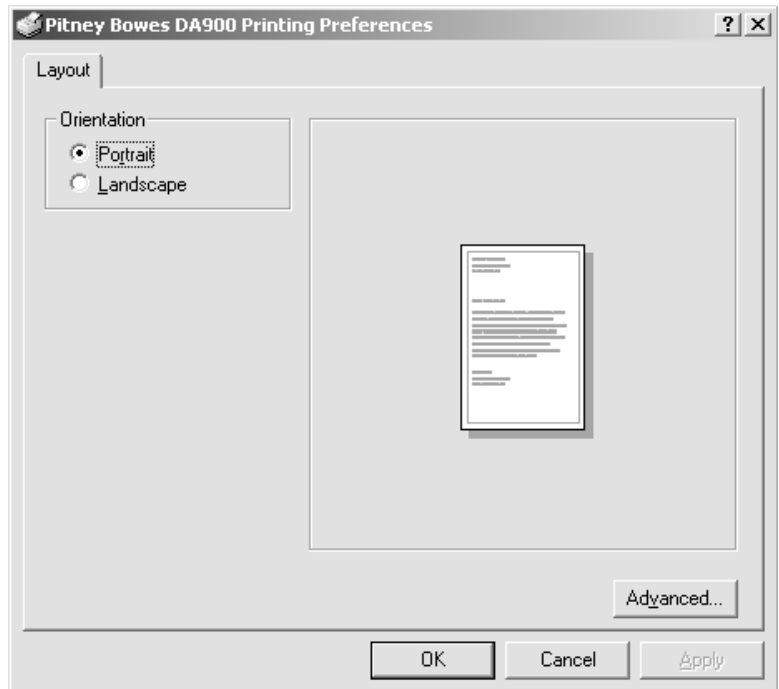 Pitney Bowes DA900 Printing Preferences
Layout
Orientation
Portrait
Landscape
Advanced...
OK Cancel Apply